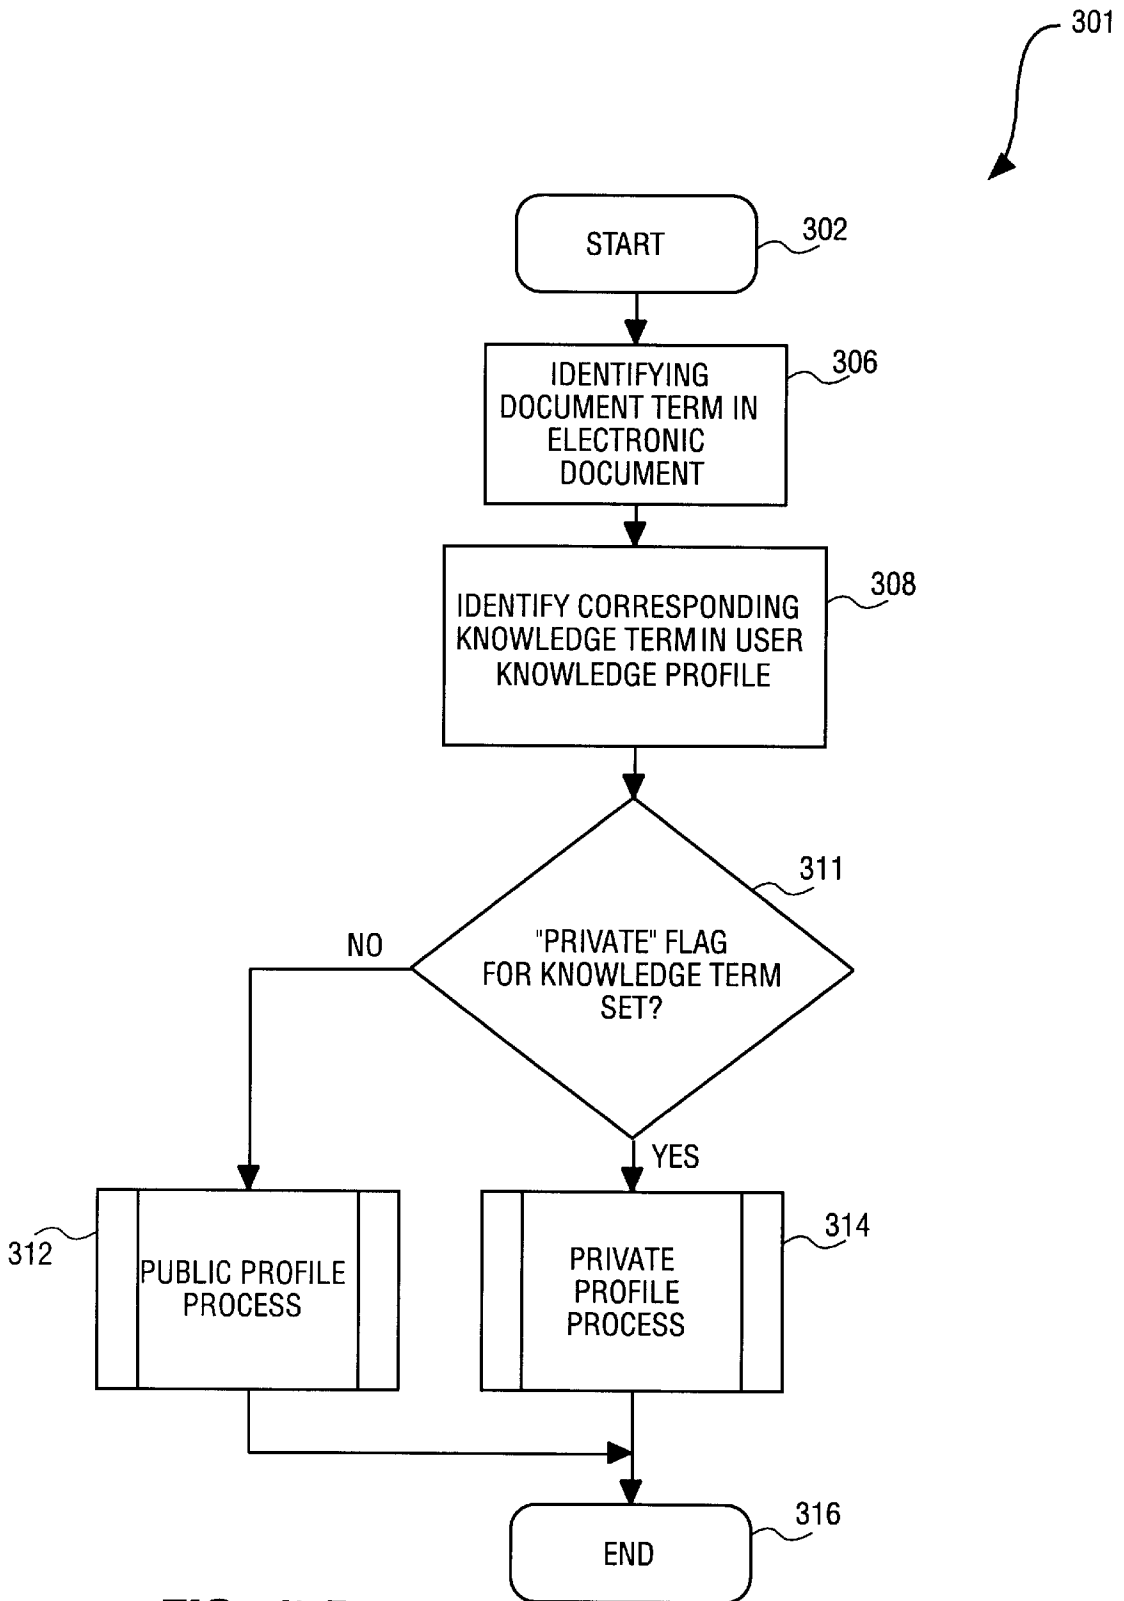 301
START
302
IDENTIFYING
DOCUMENT TERM IN
ELECTRONIC
DOCUMENT
306
IDENTIFY CORRESPONDING
KNOWLEDGE TERM IN USER
KNOWLEDGE PROFILE
308
"PRIVATE" FLAG
FOR KNOWLEDGE TERM
SET?
311
NO
YES
312
PUBLIC PROFILE
PROCESS
PRIVATE
PROFILE
PROCESS
314
END
316